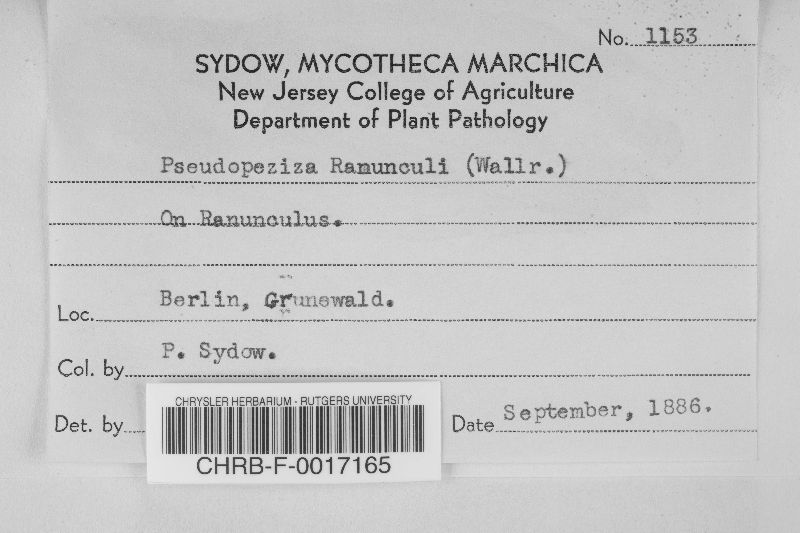 No. 1153
SYDOW, MYCOTHECA MARCHICA
New Jersey College of Agriculture
Department of Plant Pathology
Pseudopeziza Ranunculi (Wallr.)
On Ranunculus.
Loc. Berlin, Grunewald.
Col. by P. Sydow.
Det. by
Date September, 1886.
CHRYSLER HERBARIUM - RUTGERS UNIVERSITY
CHRB-F-0017165